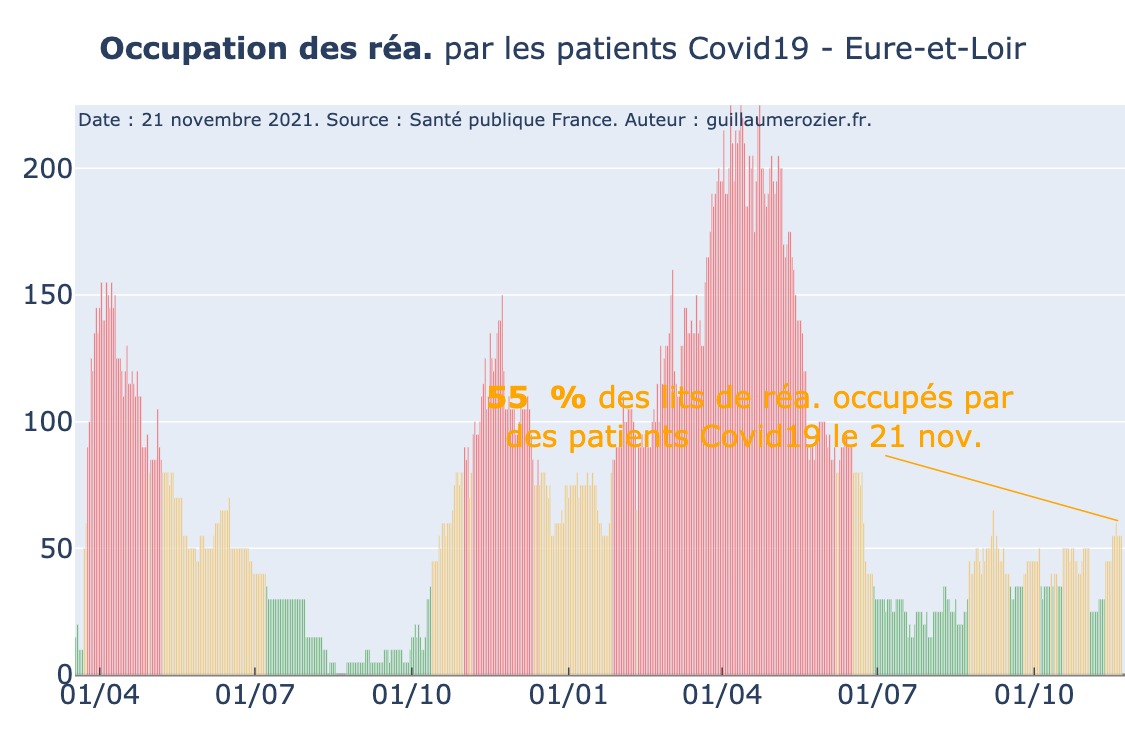 Occupation des réa. par les patients Covid19 - Eure-et-Loir
Date : 21 novembre 2021. Source : Santé publique France. Auteur : guillaumerozier.fr.
200
150
100
50
0
55 % des lits de réa. occupés par
des patients Covid19 le 21 nov.
01/04 01/07 01/10 01/01 01/04 01/07 01/10